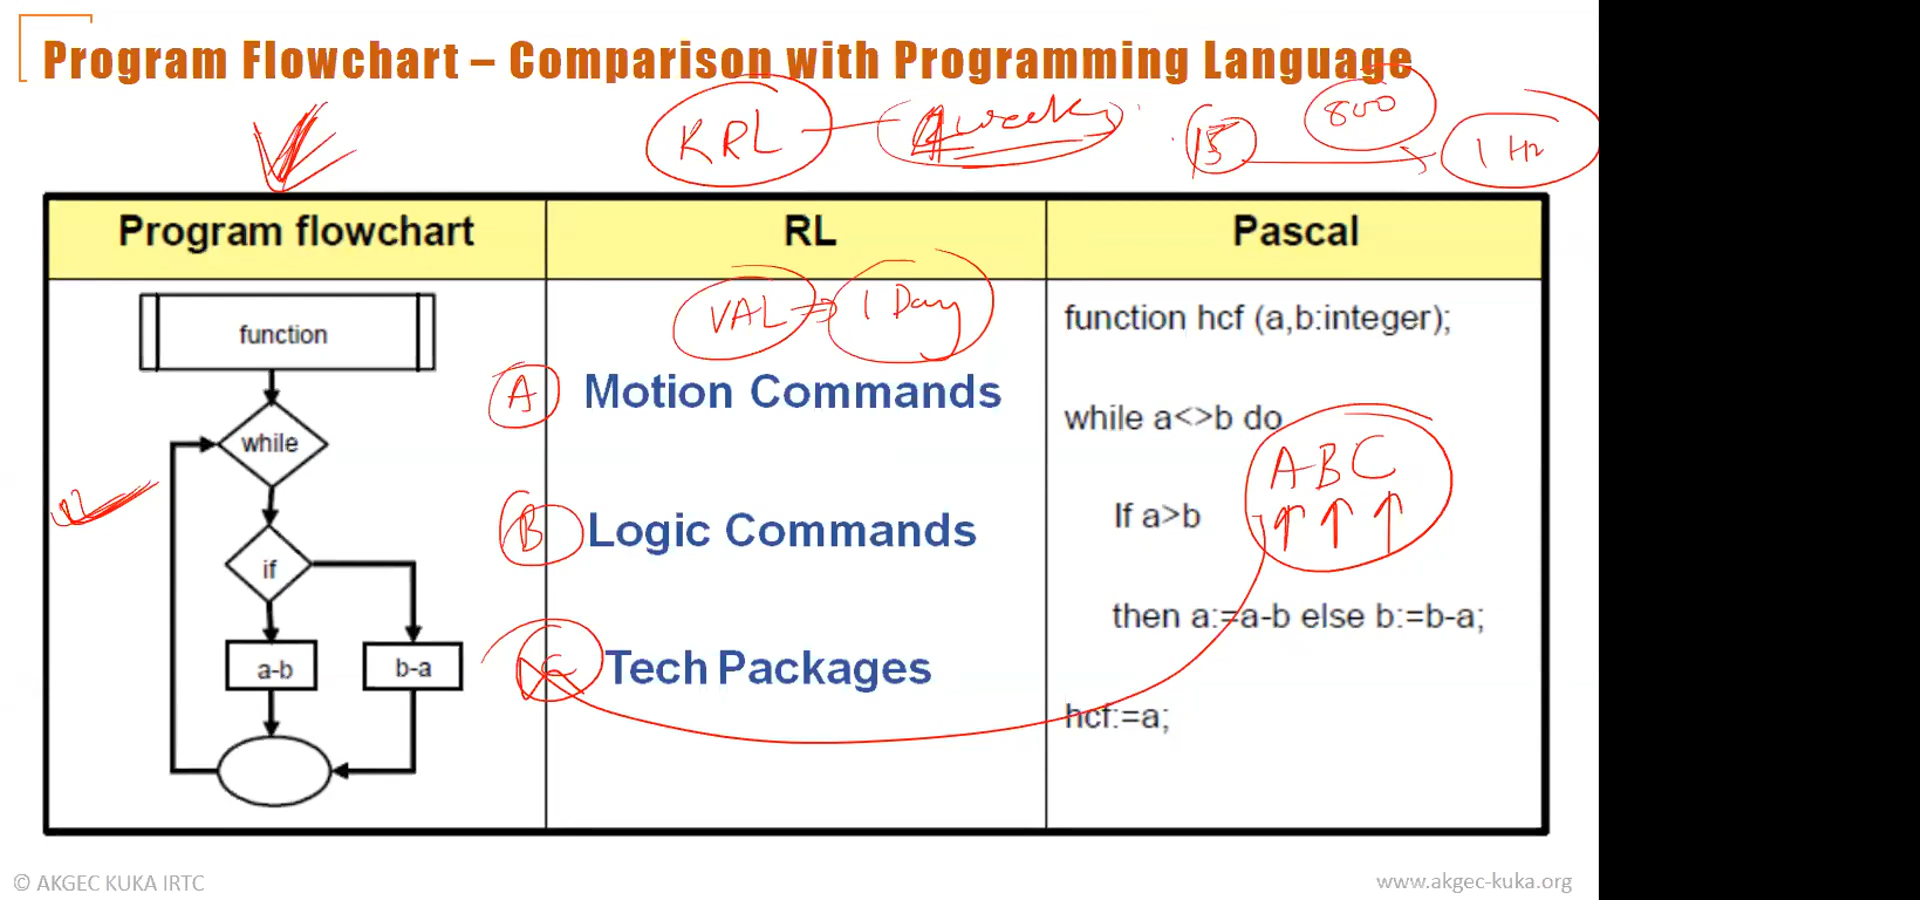 Program Flowchart – Comparison with Programming Language
KRL
4 weeks
15
800
1 Hr
Program flowchart
RL
Pascal
function
while
if
a-b
b-a
VAL ⇒ 1 Day
A
Motion Commands
B
Logic Commands
C
Tech Packages
function hcf (a,b:integer);
while a<>b do
A B C
If a>b
then a:=a-b else b:=b-a;
hcf:=a;
© AKGEC KUKA IRTC
www.akgec-kuka.org